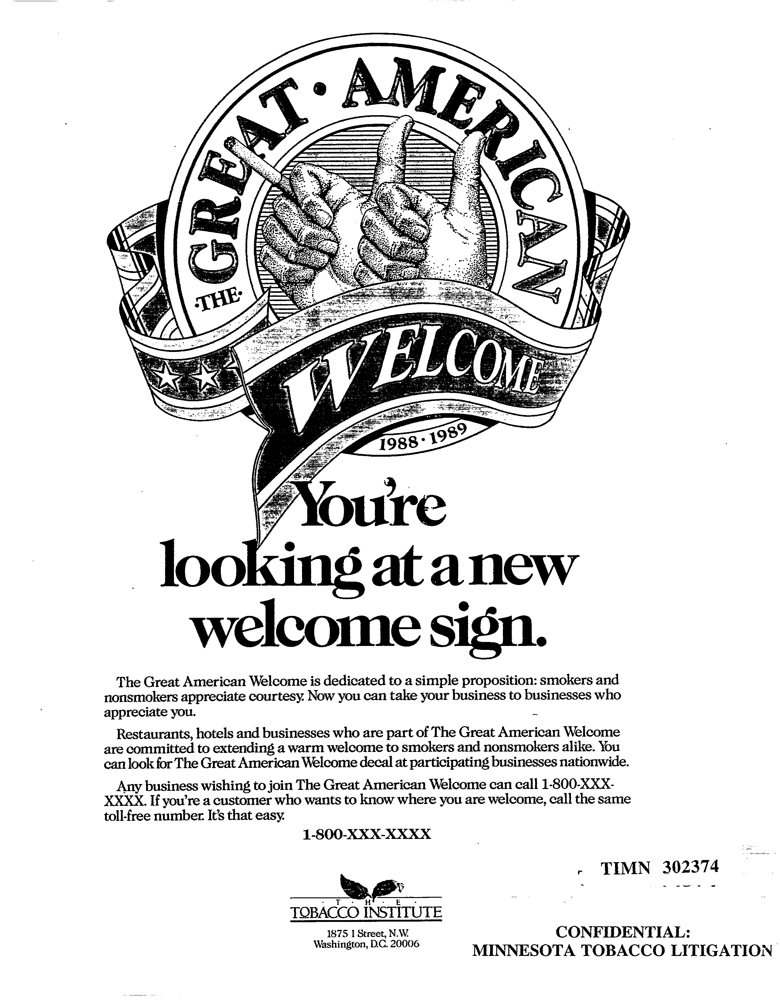 ·THE· GREAT · AMERICAN
WELCOME
1988 · 1989
You're
looking at a new
welcome sign.
The Great American Welcome is dedicated to a simple proposition: smokers and
nonsmokers appreciate courtesy. Now you can take your business to businesses who
appreciate you.
Restaurants, hotels and businesses who are part of The Great American Welcome
are committed to extending a warm welcome to smokers and nonsmokers alike. You
can look for The Great American Welcome decal at participating businesses nationwide.
Any business wishing to join The Great American Welcome can call 1-800-XXX-
XXXX. If you're a customer who wants to know where you are welcome, call the same
toll-free number. It's that easy.
1-800-XXX-XXXX
TIMN 302374
· T · H · E ·
TOBACCO INSTITUTE
1875 I Street, N.W.
Washington, D.C. 20006
CONFIDENTIAL:
MINNESOTA TOBACCO LITIGATION